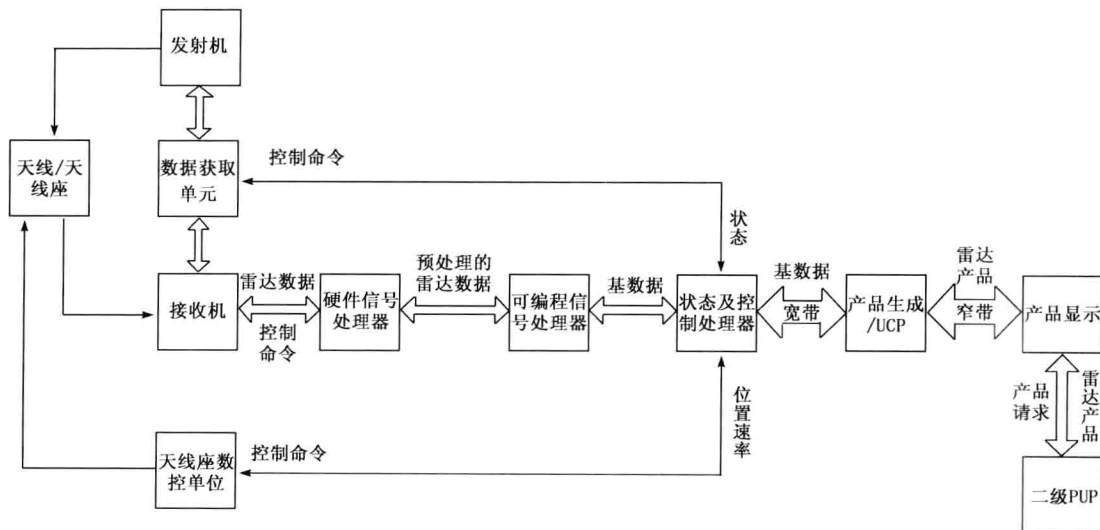 发射机
天线/天
线座
数据获取
单元
控制命令
状态
接收机
雷达数据
控制
命令
硬件信号
处理器
预处理的
雷达数据
可编程信
号处理器
基数据
状态及控
制处理器
基数据
宽带
产品生成
/UCP
雷达
产品
窄带
产品显示
产品
请求
雷达产品
二级PUP
位置速率
天线座数
控单位
控制命令